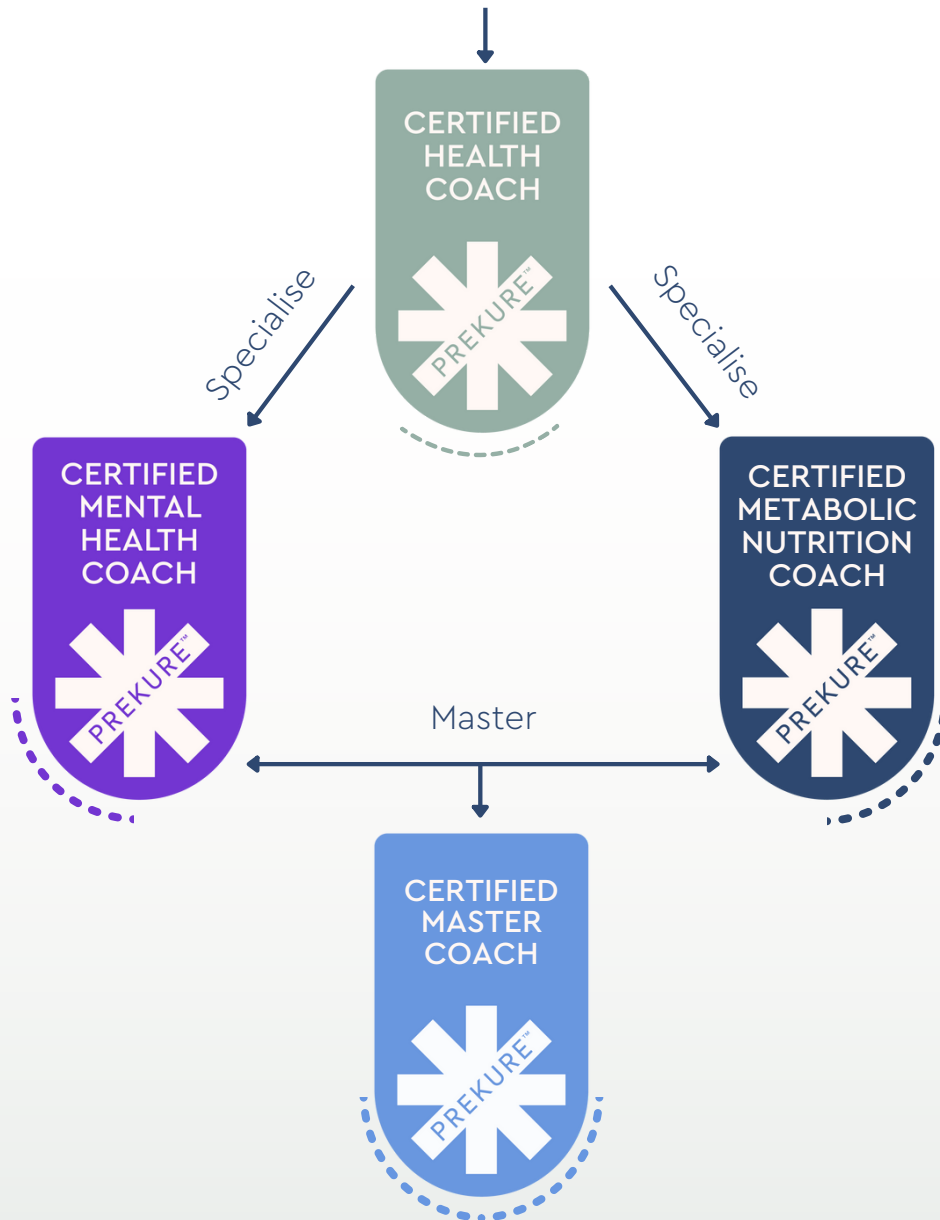 CERTIFIED
HEALTH
COACH
PREKURE™
Specialise
Specialise
CERTIFIED
MENTAL
HEALTH
COACH
PREKURE™
CERTIFIED
METABOLIC
NUTRITION
COACH
PREKURE™
Master
CERTIFIED
MASTER
COACH
PREKURE™